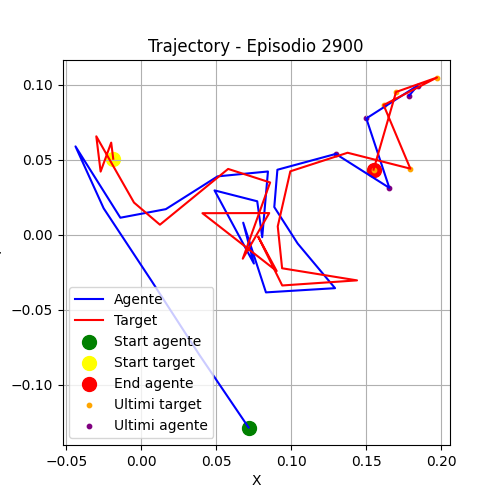 Trajectory - Episodio 2900
0.10
0.05
0.00
−0.05
−0.10
Agente
Target
Start agente
Start target
End agente
Ultimi target
Ultimi agente
−0.05
0.00
0.05
0.10
0.15
0.20
X